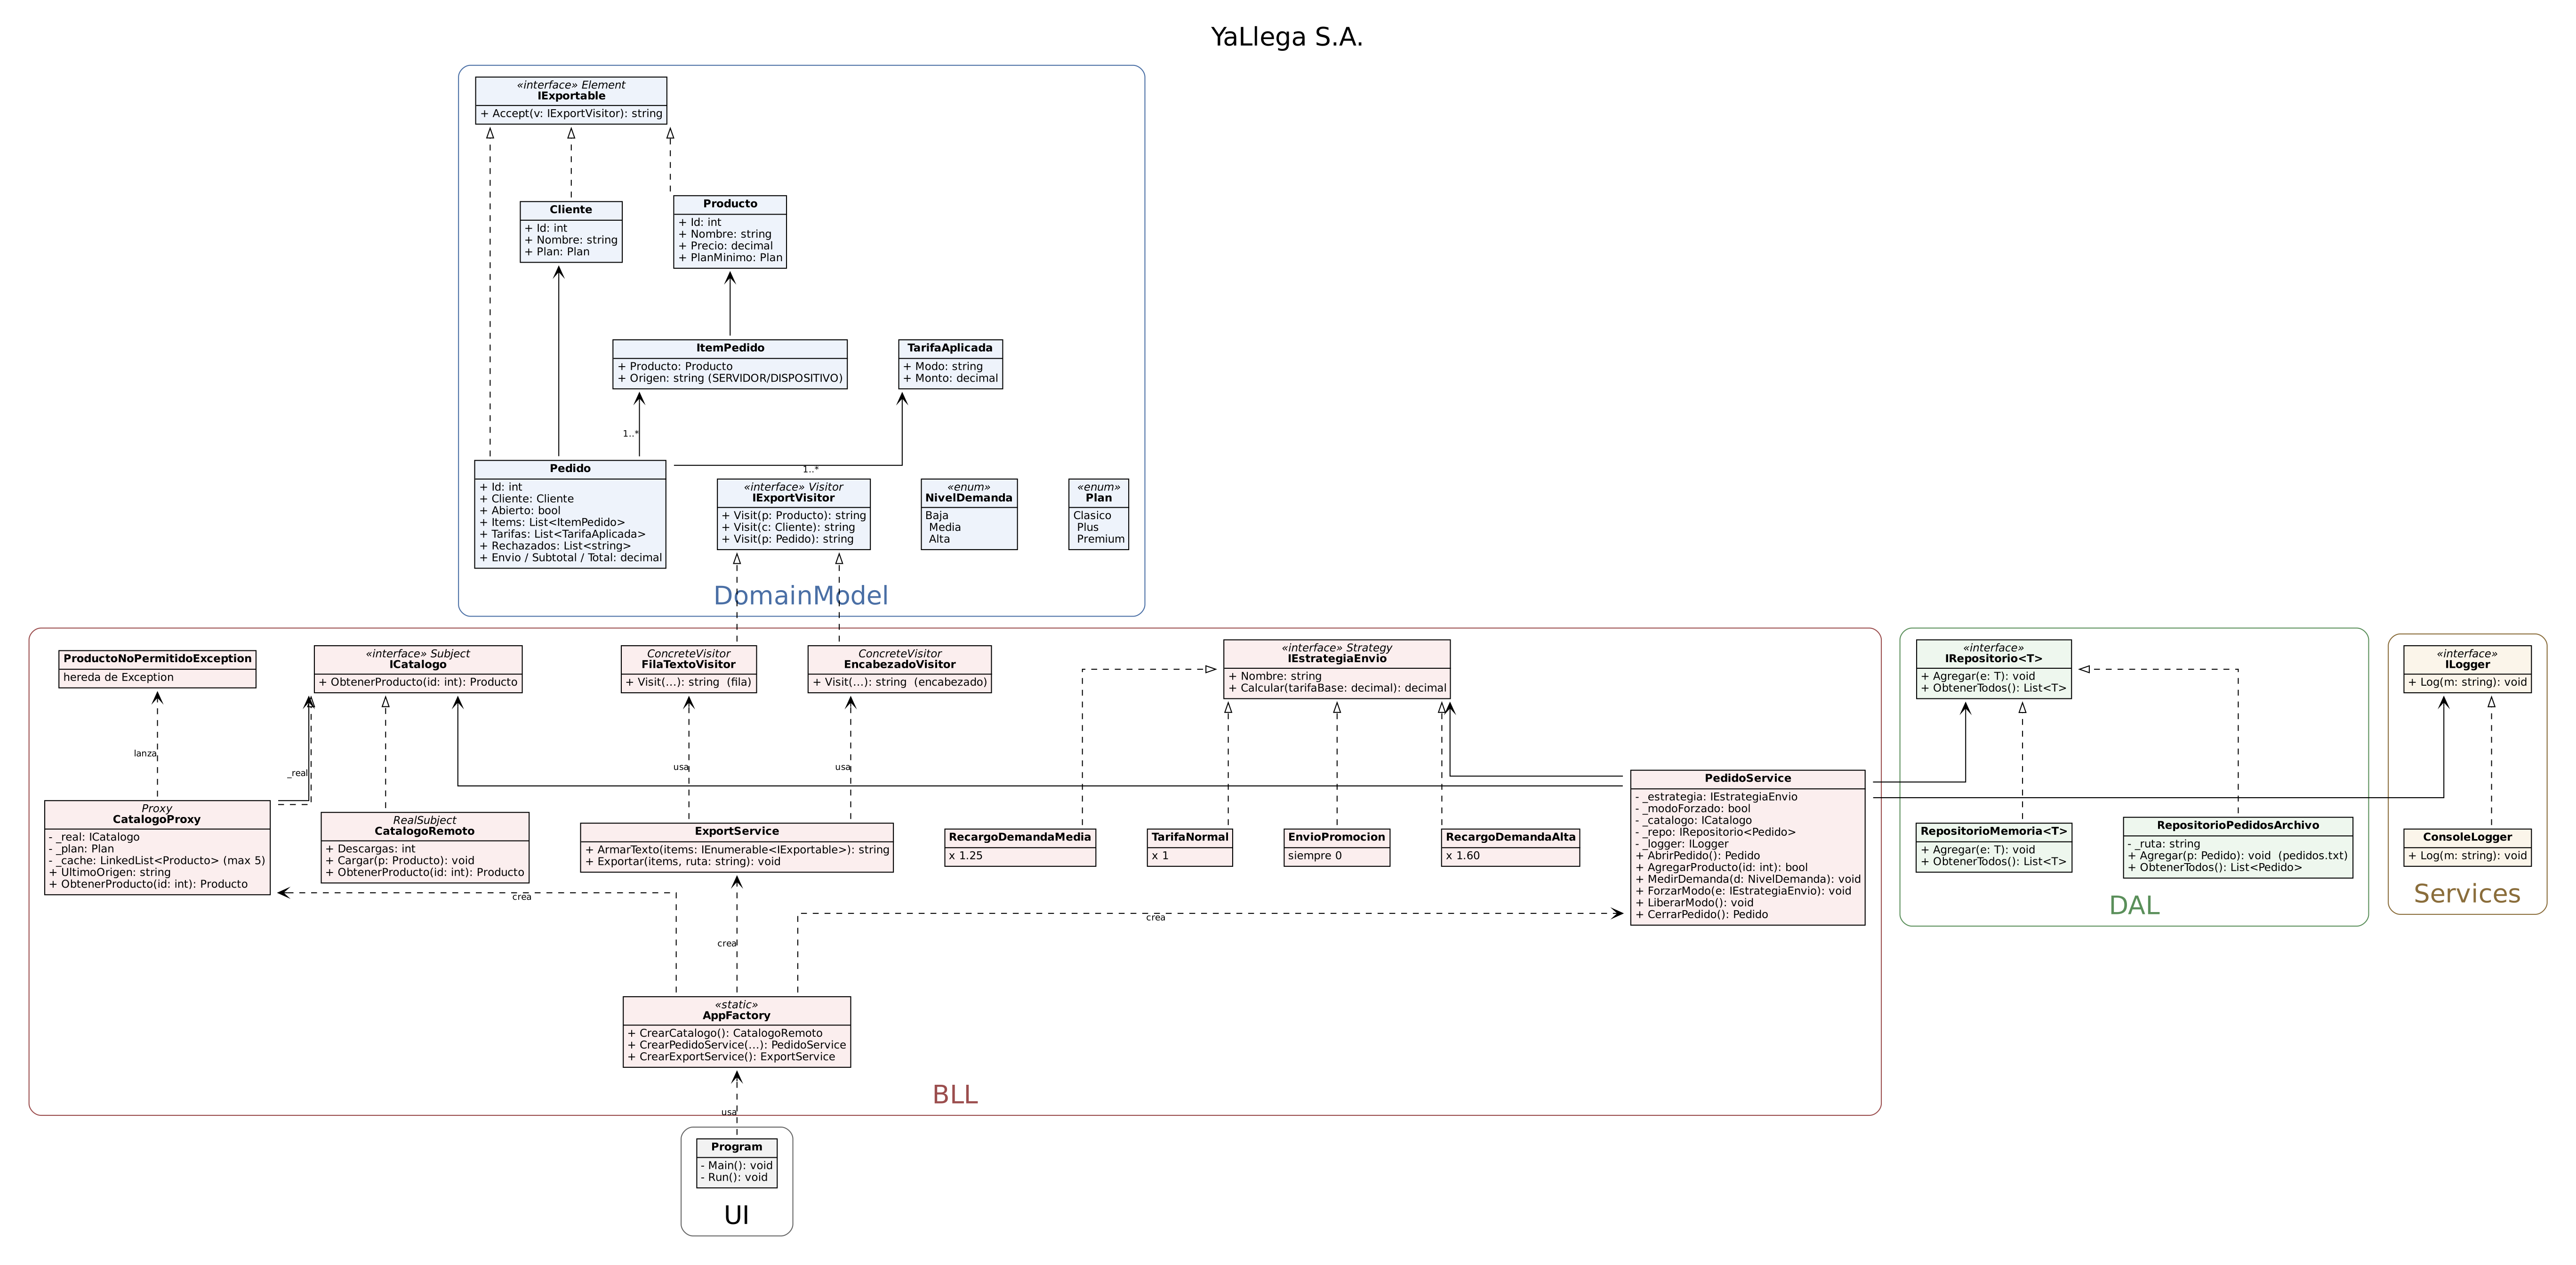 YaLlega S.A.
«interface» Element
IExportable
+ Accept(v: IExportVisitor): string
Cliente
+ Id: int
+ Nombre: string
+ Plan: Plan
Producto
+ Id: int
+ Nombre: string
+ Precio: decimal
+ PlanMinimo: Plan
ItemPedido
+ Producto: Producto
+ Origen: string (SERVIDOR/DISPOSITIVO)
TarifaAplicada
+ Modo: string
+ Monto: decimal
1..*
1..*
Pedido
+ Id: int
+ Cliente: Cliente
+ Abierto: bool
+ Items: List<ItemPedido>
+ Tarifas: List<TarifaAplicada>
+ Rechazados: List<string>
+ Envio / Subtotal / Total: decimal
«interface» Visitor
IExportVisitor
+ Visit(p: Producto): string
+ Visit(c: Cliente): string
+ Visit(p: Pedido): string
«enum»
NivelDemanda
Baja
Media
Alta
«enum»
Plan
Clasico
Plus
Premium
DomainModel
ProductoNoPermitidoException
hereda de Exception
«interface» Subject
ICatalogo
+ ObtenerProducto(id: int): Producto
ConcreteVisitor
FilaTextoVisitor
+ Visit(...): string (fila)
ConcreteVisitor
EncabezadoVisitor
+ Visit(...): string (encabezado)
«interface» Strategy
IEstrategiaEnvio
+ Nombre: string
+ Calcular(tarifaBase: decimal): decimal
«interface»
IRepositorio<T>
+ Agregar(e: T): void
+ ObtenerTodos(): List<T>
«interface»
ILogger
+ Log(m: string): void
lanza
_real
usa
usa
Proxy
CatalogoProxy
- _real: ICatalogo
- _plan: Plan
- _cache: LinkedList<Producto> (max 5)
+ UltimoOrigen: string
+ ObtenerProducto(id: int): Producto
RealSubject
CatalogoRemoto
+ Descargas: int
+ Cargar(p: Producto): void
+ ObtenerProducto(id: int): Producto
ExportService
+ ArmarTexto(items: IEnumerable<IExportable>): string
+ Exportar(items, ruta: string): void
RecargoDemandaMedia
x 1.25
TarifaNormal
x 1
EnvioPromocion
siempre 0
RecargoDemandaAlta
x 1.60
PedidoService
- _estrategia: IEstrategiaEnvio
- _modoForzado: bool
- _catalogo: ICatalogo
- _repo: IRepositorio<Pedido>
- _logger: ILogger
+ AbrirPedido(): Pedido
+ AgregarProducto(id: int): bool
+ MedirDemanda(d: NivelDemanda): void
+ ForzarModo(e: IEstrategiaEnvio): void
+ LiberarModo(): void
+ CerrarPedido(): Pedido
RepositorioMemoria<T>
+ Agregar(e: T): void
+ ObtenerTodos(): List<T>
RepositorioPedidosArchivo
- _ruta: string
+ Agregar(p: Pedido): void (pedidos.txt)
+ ObtenerTodos(): List<Pedido>
ConsoleLogger
+ Log(m: string): void
DAL
Services
crea
crea
crea
«static»
AppFactory
+ CrearCatalogo(): CatalogoRemoto
+ CrearPedidoService(...): PedidoService
+ CrearExportService(): ExportService
BLL
usa
Program
- Main(): void
- Run(): void
UI